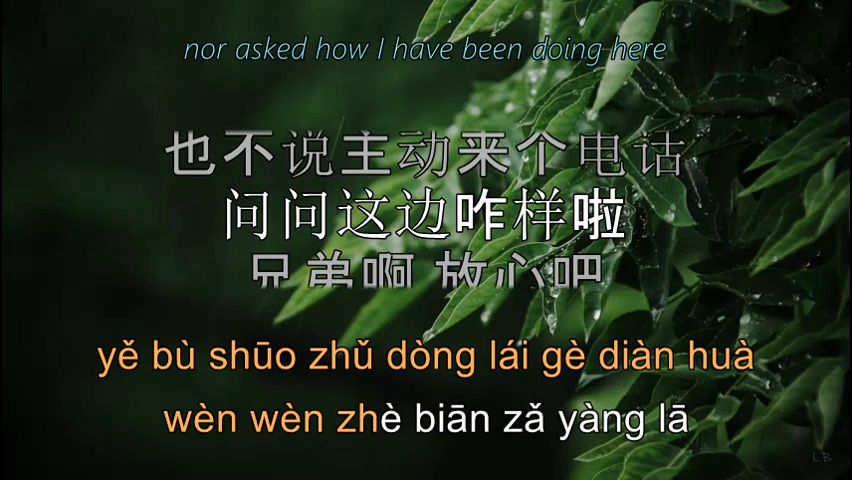 nor asked how I have been doing here
也不说主动来个电话
问问这边咋样啦
兄弟啊 放心吧
yě bù shūo zhǔ dòng lái gè diàn huà
wèn wèn zhè biān zǎ yàng lā
L.B.